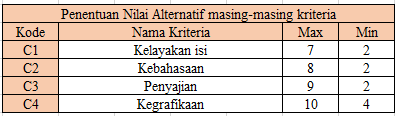 Penentuan Nilai Alternatif masing-masing kriteria
Kode Nama Kriteria Max Min
C1 Kelayakan isi 7 2
C2 Kebahasaan 8 2
C3 Penyajian 9 2
C4 Kegrafikaan 10 4